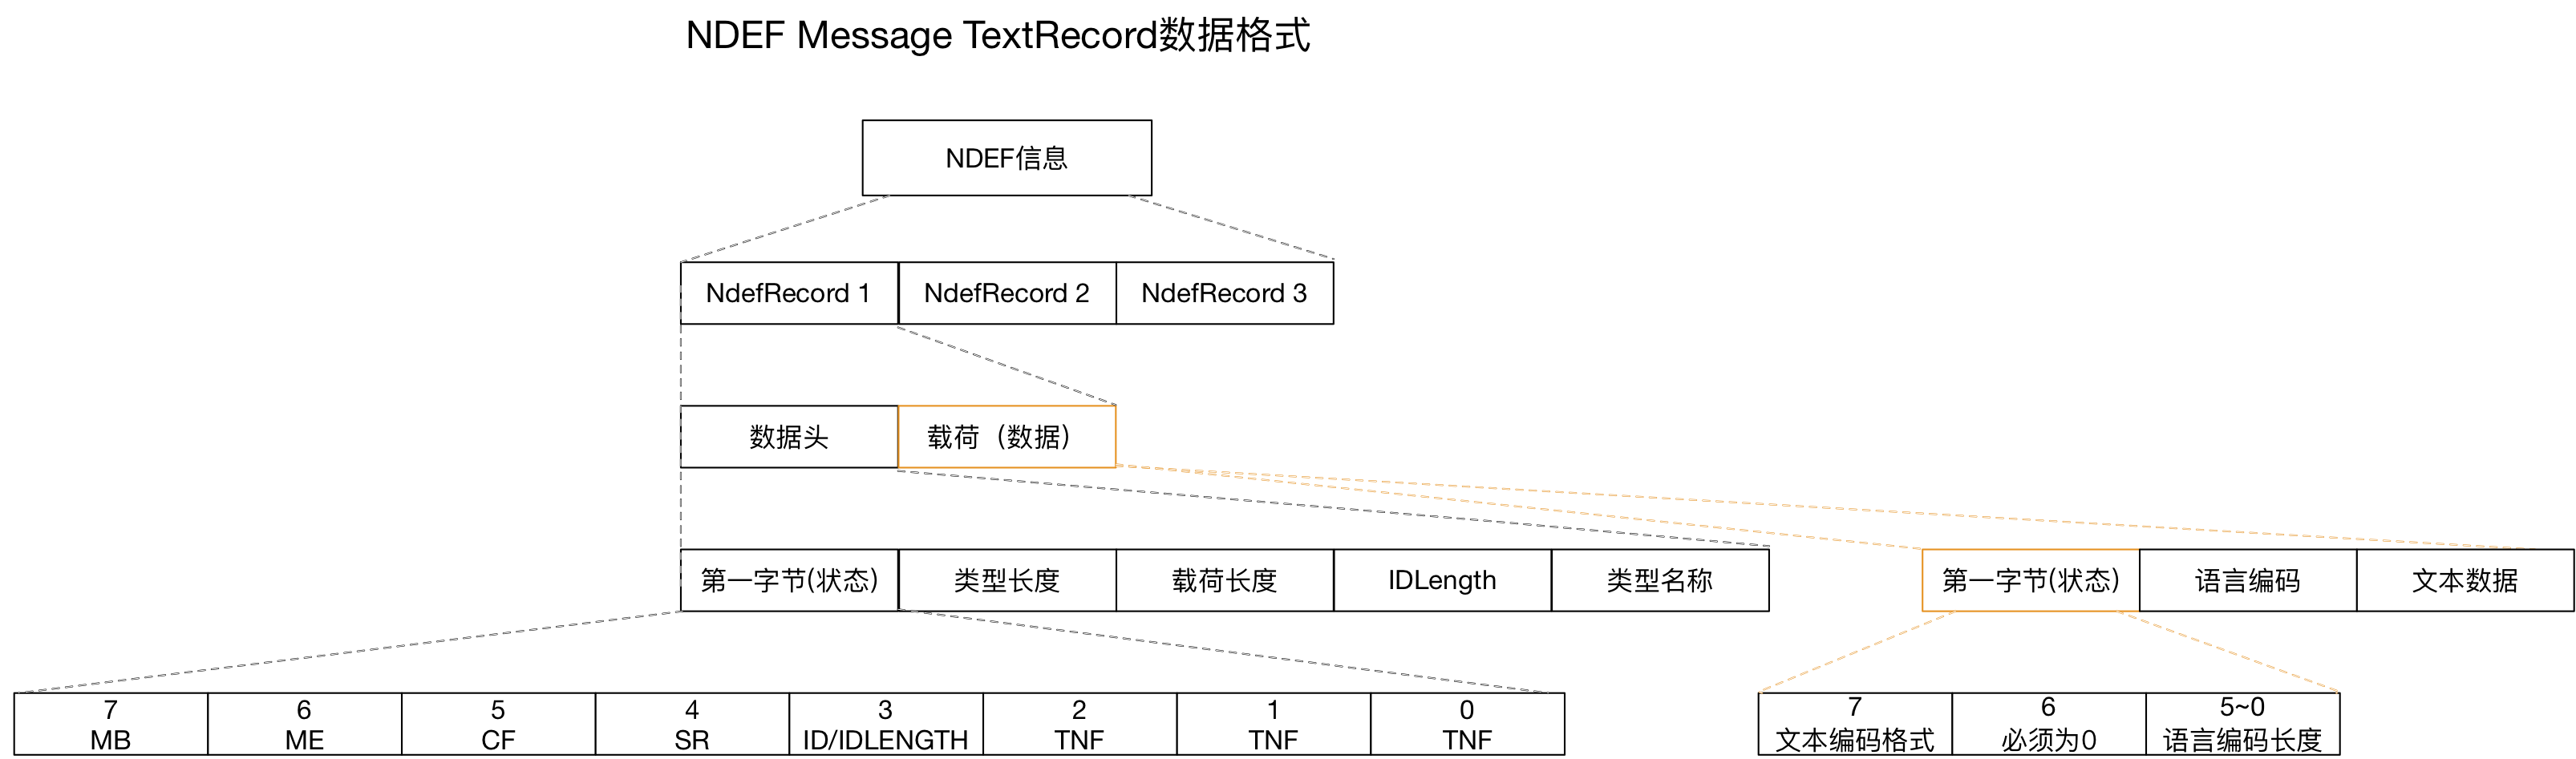 NDEF Message TextRecord数据格式
NDEF信息
NdefRecord 1
NdefRecord 2
NdefRecord 3
数据头
载荷（数据）
第一字节(状态)
类型长度
载荷长度
IDLength
类型名称
第一字节(状态)
语言编码
文本数据
7
MB
6
ME
5
CF
4
SR
3
ID/IDLENGTH
2
TNF
1
TNF
0
TNF
7
文本编码格式
6
必须为0
5~0
语言编码长度